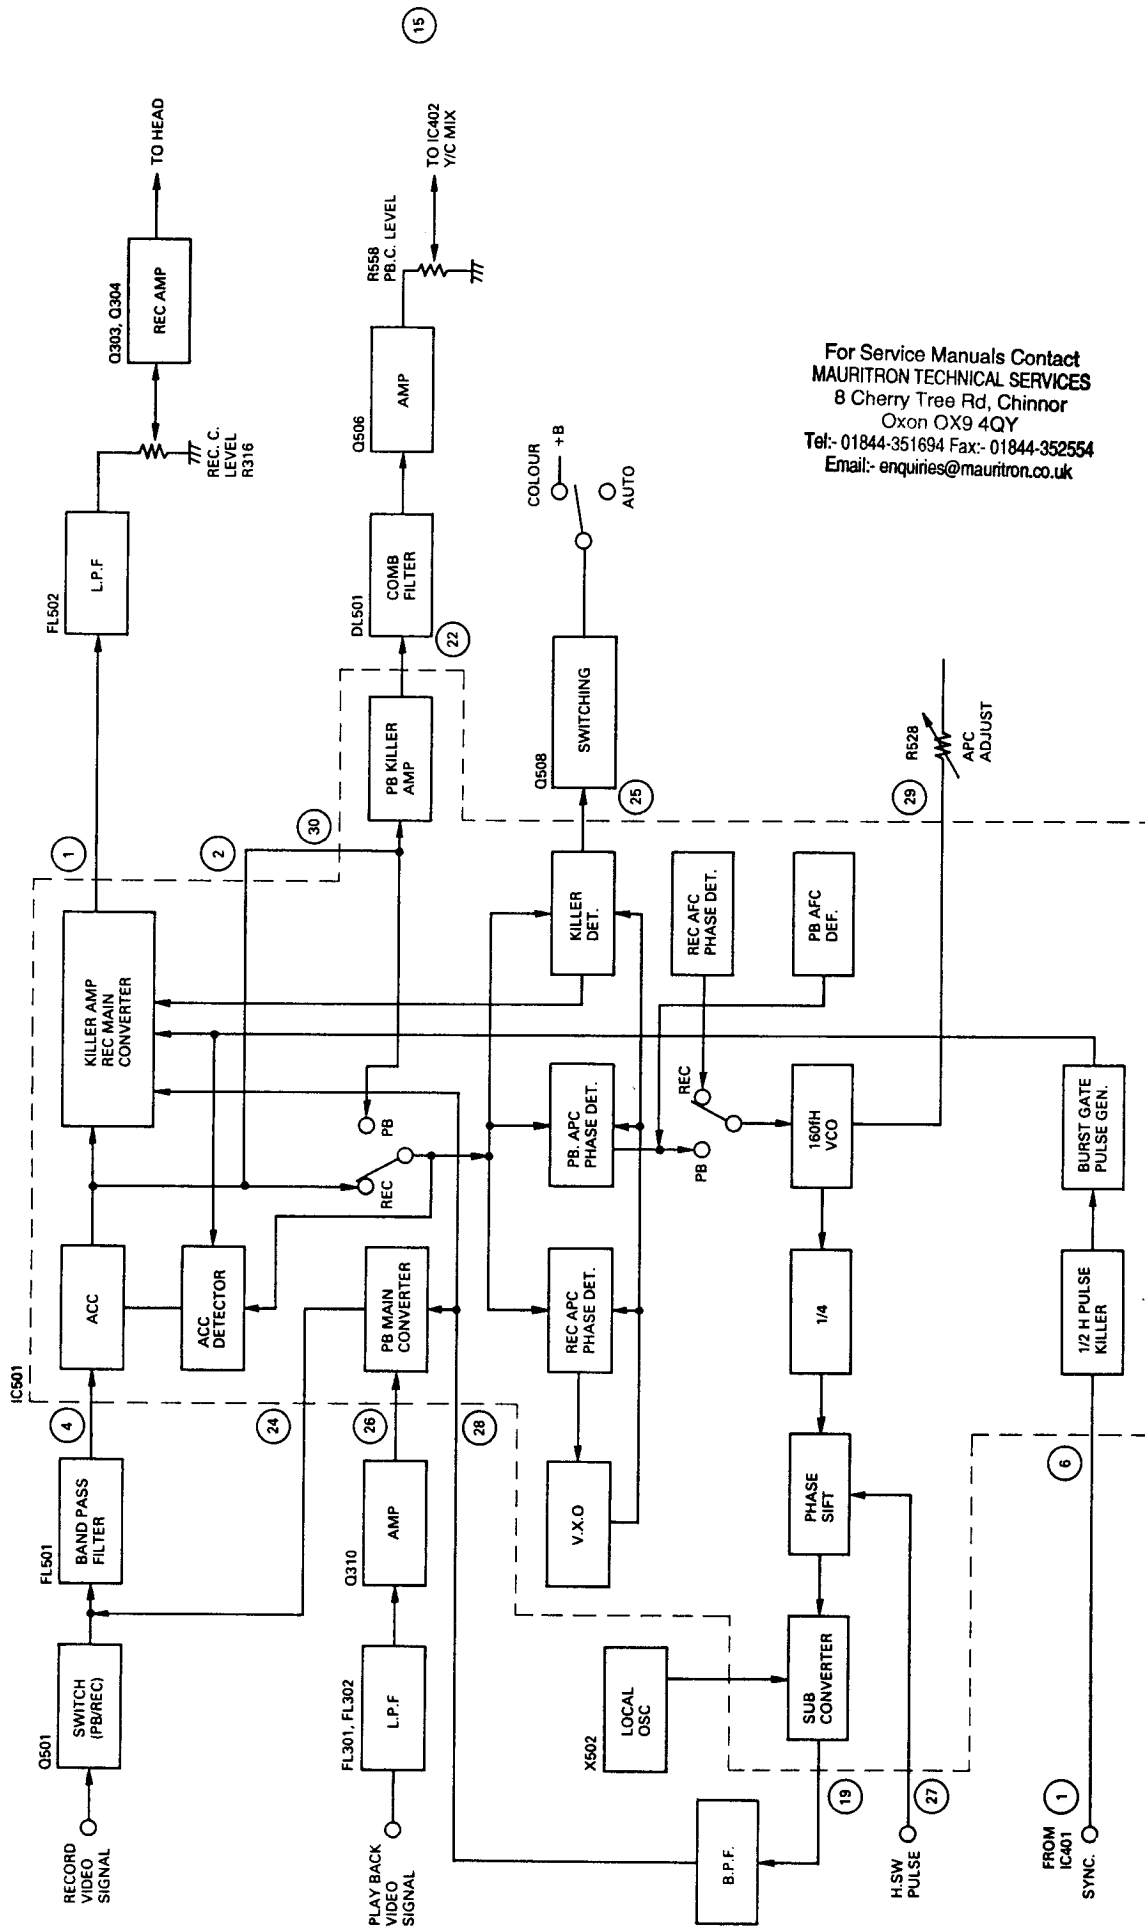 RECORD
VIDEO
SIGNAL
Q501
SWITCH
(PB/REC)
FL501
BAND PASS
FILTER
4
IC501
ACC
ACC
DETECTOR
KILLER AMP
REC MAIN
CONVERTER
1
FL502
L.P.F
REC. C.
LEVEL
R316
Q303, Q304
REC AMP
TO HEAD
15
24
2
30
PLAY BACK
VIDEO
SIGNAL
FL301, FL302
L.P.F
Q310
AMP
26
28
PB MAIN
CONVERTER
REC
PB
PB KILLER
AMP
22
DL501
COMB
FILTER
Q506
AMP
R558
PB.C. LEVEL
TO IC402
Y/C MIX
V.X.O
REC APC
PHASE DET.
PB. APC
PHASE DET.
KILLER
DET.
25
Q508
SWITCHING
COLOUR
+B
AUTO
REC AFC
PHASE DET.
PB AFC
DEF.
REC
PB
X502
LOCAL
OSC
B.P.F.
19
SUB
CONVERTER
PHASE
SIFT
1/4
160fH
VCO
29
R528
APC
ADJUST
H.SW
PULSE
27
FROM
IC401
1
SYNC.
6
1/2 H PULSE
KILLER
BURST GATE
PULSE GEN.
For Service Manuals Contact
MAURITRON TECHNICAL SERVICES
8 Cherry Tree Rd, Chinnor
Oxon OX9 4QY
Tel:- 01844-351694 Fax:- 01844-352554
Email:- enquiries@mauritron.co.uk